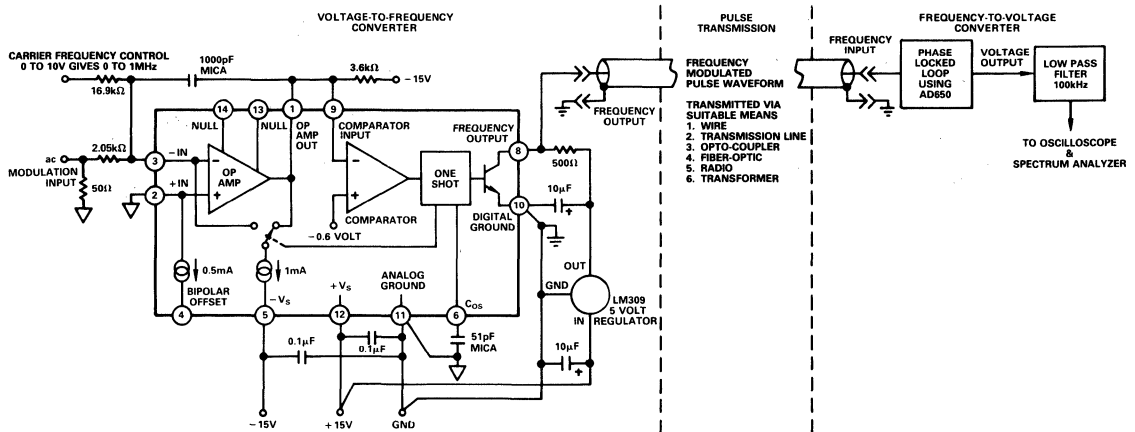 VOLTAGE-TO-FREQUENCY
CONVERTER
PULSE
TRANSMISSION
FREQUENCY-TO-VOLTAGE
CONVERTER
CARRIER FREQUENCY CONTROL
0 TO 10V GIVES 0 TO 1MHz
16.9kΩ
1000pF
MICA
3.6kΩ
-15V
14
13
1
9
NULL
NULL
OP
AMP
OUT
COMPARATOR
INPUT
FREQUENCY
OUTPUT
8
ac
MODULATION
INPUT
2.05kΩ
50Ω
3
-IN
2
+IN
-
+
OP
AMP
-
+
COMPARATOR
-0.6 VOLT
ONE
SHOT
10
DIGITAL
GROUND
0.5mA
BIPOLAR
OFFSET
1mA
-VS
+VS
ANALOG
GROUND
COS
4
5
12
11
6
0.1μF
0.1μF
51pF
MICA
-15V
+15V
GND
500Ω
10μF
+
OUT
GND
LM309
5 VOLT
REGULATOR
IN
10μF
+
FREQUENCY
OUTPUT
FREQUENCY
MODULATED
PULSE WAVEFORM
TRANSMITTED VIA
SUITABLE MEANS
1. WIRE
2. TRANSMISSION LINE
3. OPTO-COUPLER
4. FIBER-OPTIC
5. RADIO
6. TRANSFORMER
FREQUENCY
INPUT
PHASE
LOCKED
LOOP
USING
AD650
VOLTAGE
OUTPUT
LOW PASS
FILTER
100kHz
TO OSCILLOSCOPE
&
SPECTRUM ANALYZER